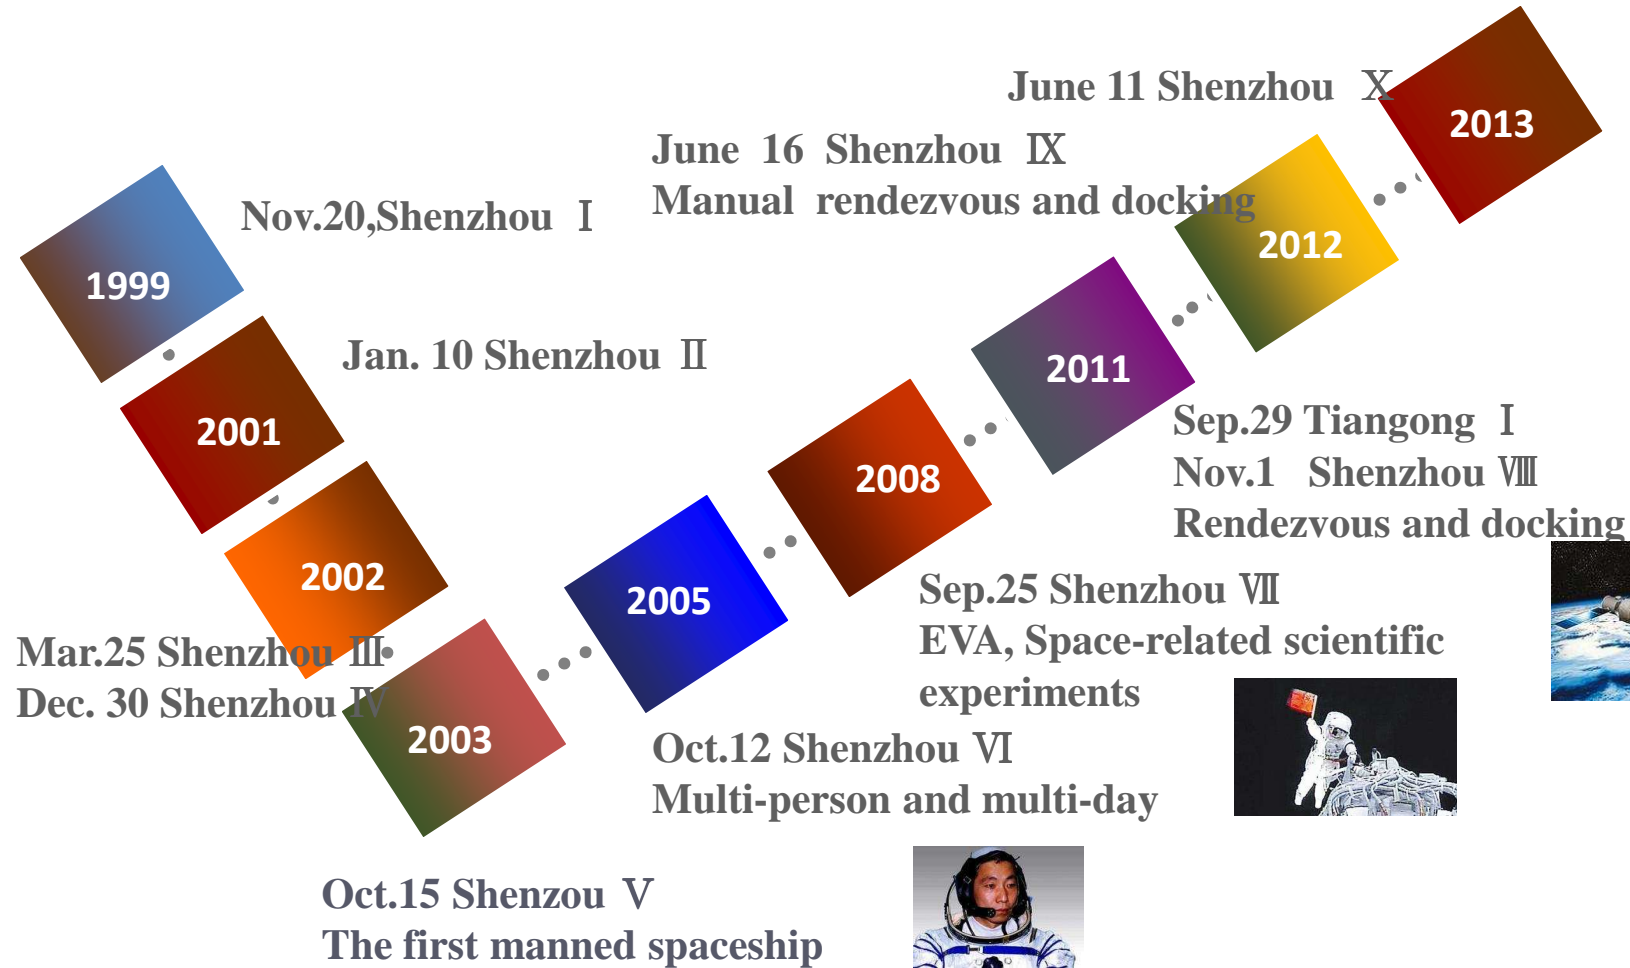 1999
Nov.20,Shenzhou Ⅰ
2001
Jan. 10 Shenzhou Ⅱ
2002
Mar.25 Shenzhou Ⅲ
Dec. 30 Shenzhou Ⅳ
2003
Oct.15 Shenzou Ⅴ
The first manned spaceship
2005
Oct.12 Shenzhou Ⅵ
Multi-person and multi-day
2008
Sep.25 Shenzhou Ⅶ
EVA, Space-related scientific
experiments
2011
Sep.29 Tiangong Ⅰ
Nov.1 Shenzhou Ⅷ
Rendezvous and docking
2012
June 16 Shenzhou Ⅸ
Manual rendezvous and docking
2013
June 11 Shenzhou Ⅹ